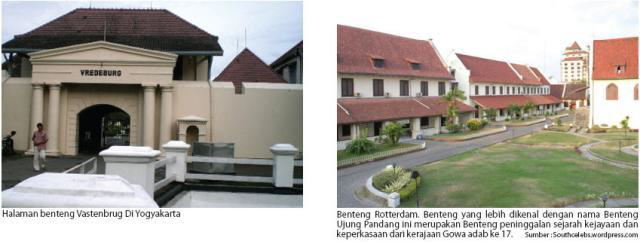 VREDEBURG
Halaman benteng Vastenbrug Di Yogyakarta
Benteng Rotterdam. Benteng yang lebih dikenal dengan nama Benteng
Ujung Pandang ini merupakan Benteng peninggalan sejarah kejayaan dan
keperkasaan dari kerajaan Gowa adab ke 17. Sumber : Southcelebs.wordpress.com